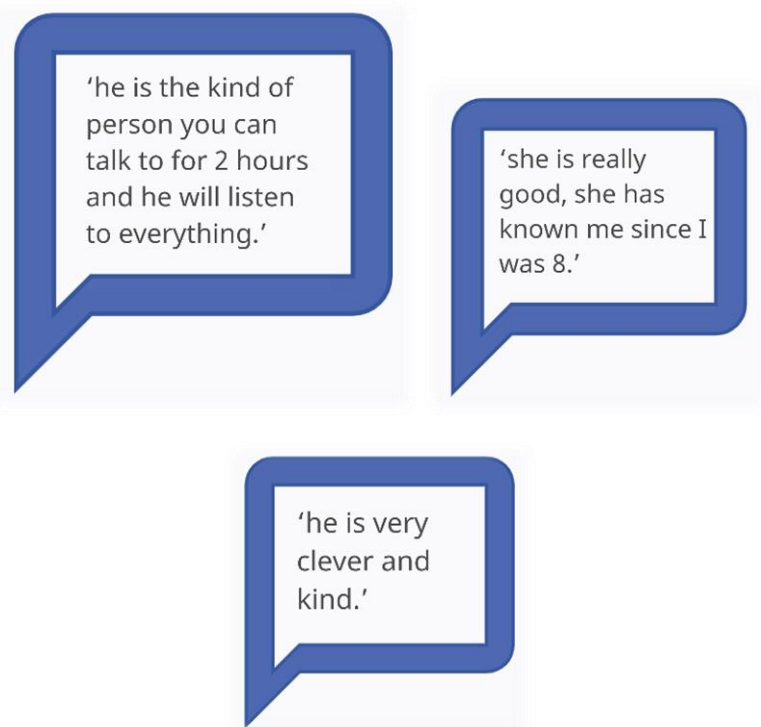 ‘he is the kind of
person you can
talk to for 2 hours
and he will listen
to everything.’
‘she is really
good, she has
known me since I
was 8.’
‘he is very
clever and
kind.’